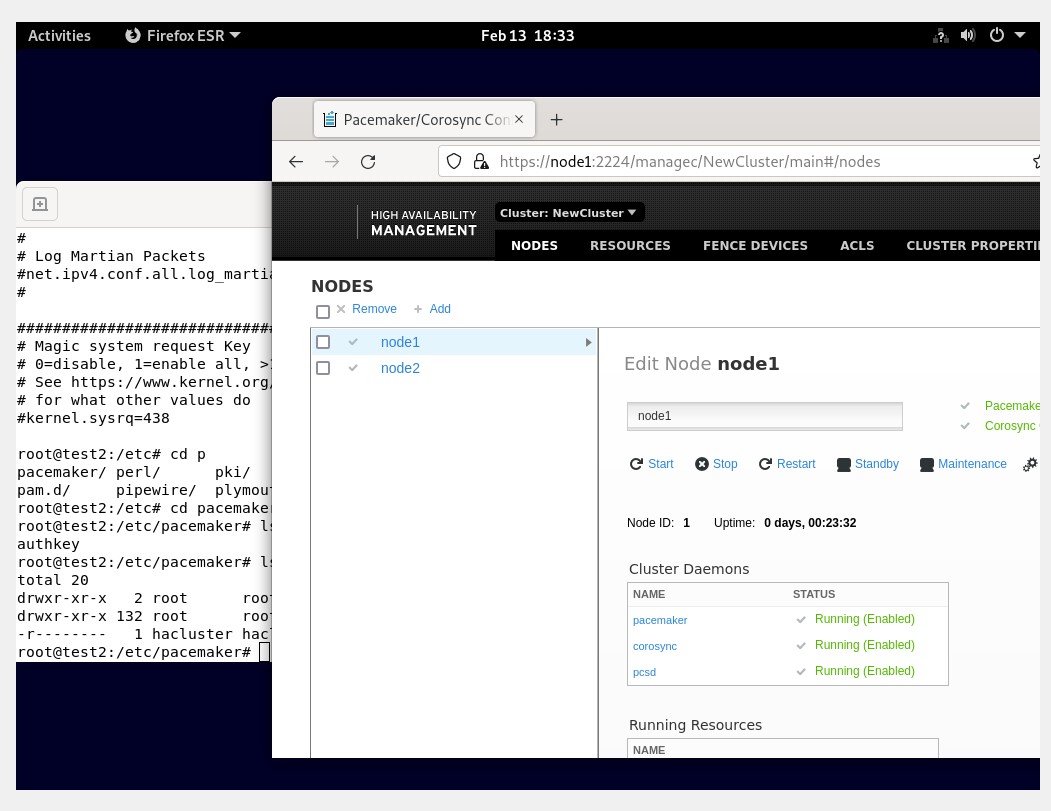 Activities
Firefox ESR
Feb 13 18:33
Pacemaker/Corosync Con
https://node1:2224/managec/NewCluster/main#/nodes
HIGH AVAILABILITY
MANAGEMENT
Cluster: NewCluster
NODES RESOURCES FENCE DEVICES ACLS CLUSTER PROPERTI
NODES
Remove + Add
node1
node2
Edit Node node1
node1
Pacemake
Corosync
Start Stop Restart Standby Maintenance
Node ID: 1 Uptime: 0 days, 00:23:32
Cluster Daemons
NAME STATUS
pacemaker Running (Enabled)
corosync Running (Enabled)
pcsd Running (Enabled)
Running Resources
NAME
#
# Log Martian Packets
#net.ipv4.conf.all.log_martia
#
#############################
# Magic system request Key
# 0=disable, 1=enable all, >
# See https://www.kernel.org/
# for what other values do
#kernel.sysrq=438
root@test2:/etc# cd p
pacemaker/ perl/ pki/
pam.d/ pipewire/ plymou
root@test2:/etc# cd pacemaker
root@test2:/etc/pacemaker# ls
authkey
root@test2:/etc/pacemaker# ls
total 20
drwxr-xr-x 2 root roo
drwxr-xr-x 132 root roo
-r-------- 1 hacluster hac
root@test2:/etc/pacemaker#